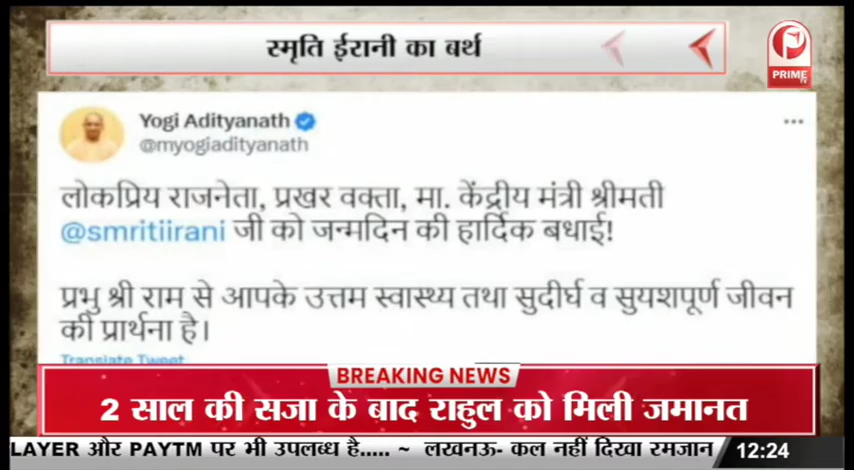 स्मृति ईरानी का बर्थ
PRIME
TV
Yogi Adityanath
@myogiadityanath
लोकप्रिय राजनेता, प्रखर वक्ता, मा. केंद्रीय मंत्री श्रीमती
@smritiirani जी को जन्मदिन की हार्दिक बधाई!
प्रभु श्री राम से आपके उत्तम स्वास्थ्य तथा सुदीर्घ व सुयशपूर्ण जीवन
की प्रार्थना है।
Translate Tweet
BREAKING NEWS
2 साल की सजा के बाद राहुल को मिली जमानत
LAYER और PAYTM पर भी उपलब्ध है..... ~ लखनऊ- कल नहीं दिखा रमजान
12:24